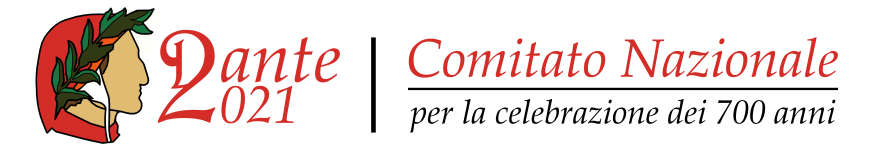 Dante
2021
Comitato Nazionale
per la celebrazione dei 700 anni